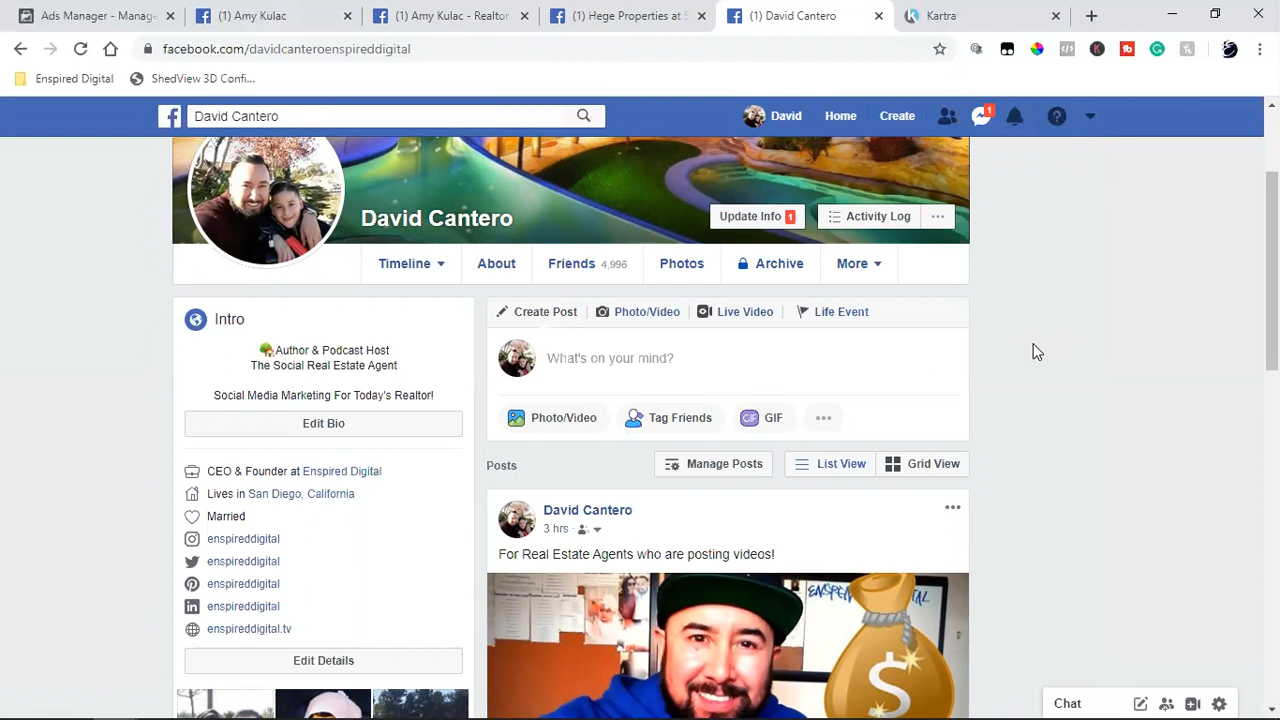 Ads Manager - Manage
(1) Amy Kulac
(1) Amy Kulac - Realtor
(1) Hege Properties at S
(1) David Cantero
Kartra
facebook.com/davidcanteroenspireddigital
Enspired Digital
ShedView 3D Confi...
David Cantero
David
Home
Create
1
David Cantero
Update Info 1
Activity Log
Timeline
About
Friends 4,996
Photos
Archive
More
Intro
Author & Podcast Host
The Social Real Estate Agent
Social Media Marketing For Today's Realtor!
Edit Bio
CEO & Founder at Enspired Digital
Lives in San Diego, California
Married
enspireddigital
enspireddigital
enspireddigital
enspireddigital
enspireddigital.tv
Edit Details
Create Post
Photo/Video
Live Video
Life Event
What's on your mind?
Photo/Video
Tag Friends
GIF
Posts
Manage Posts
List View
Grid View
David Cantero
3 hrs
For Real Estate Agents who are posting videos!
$
Chat